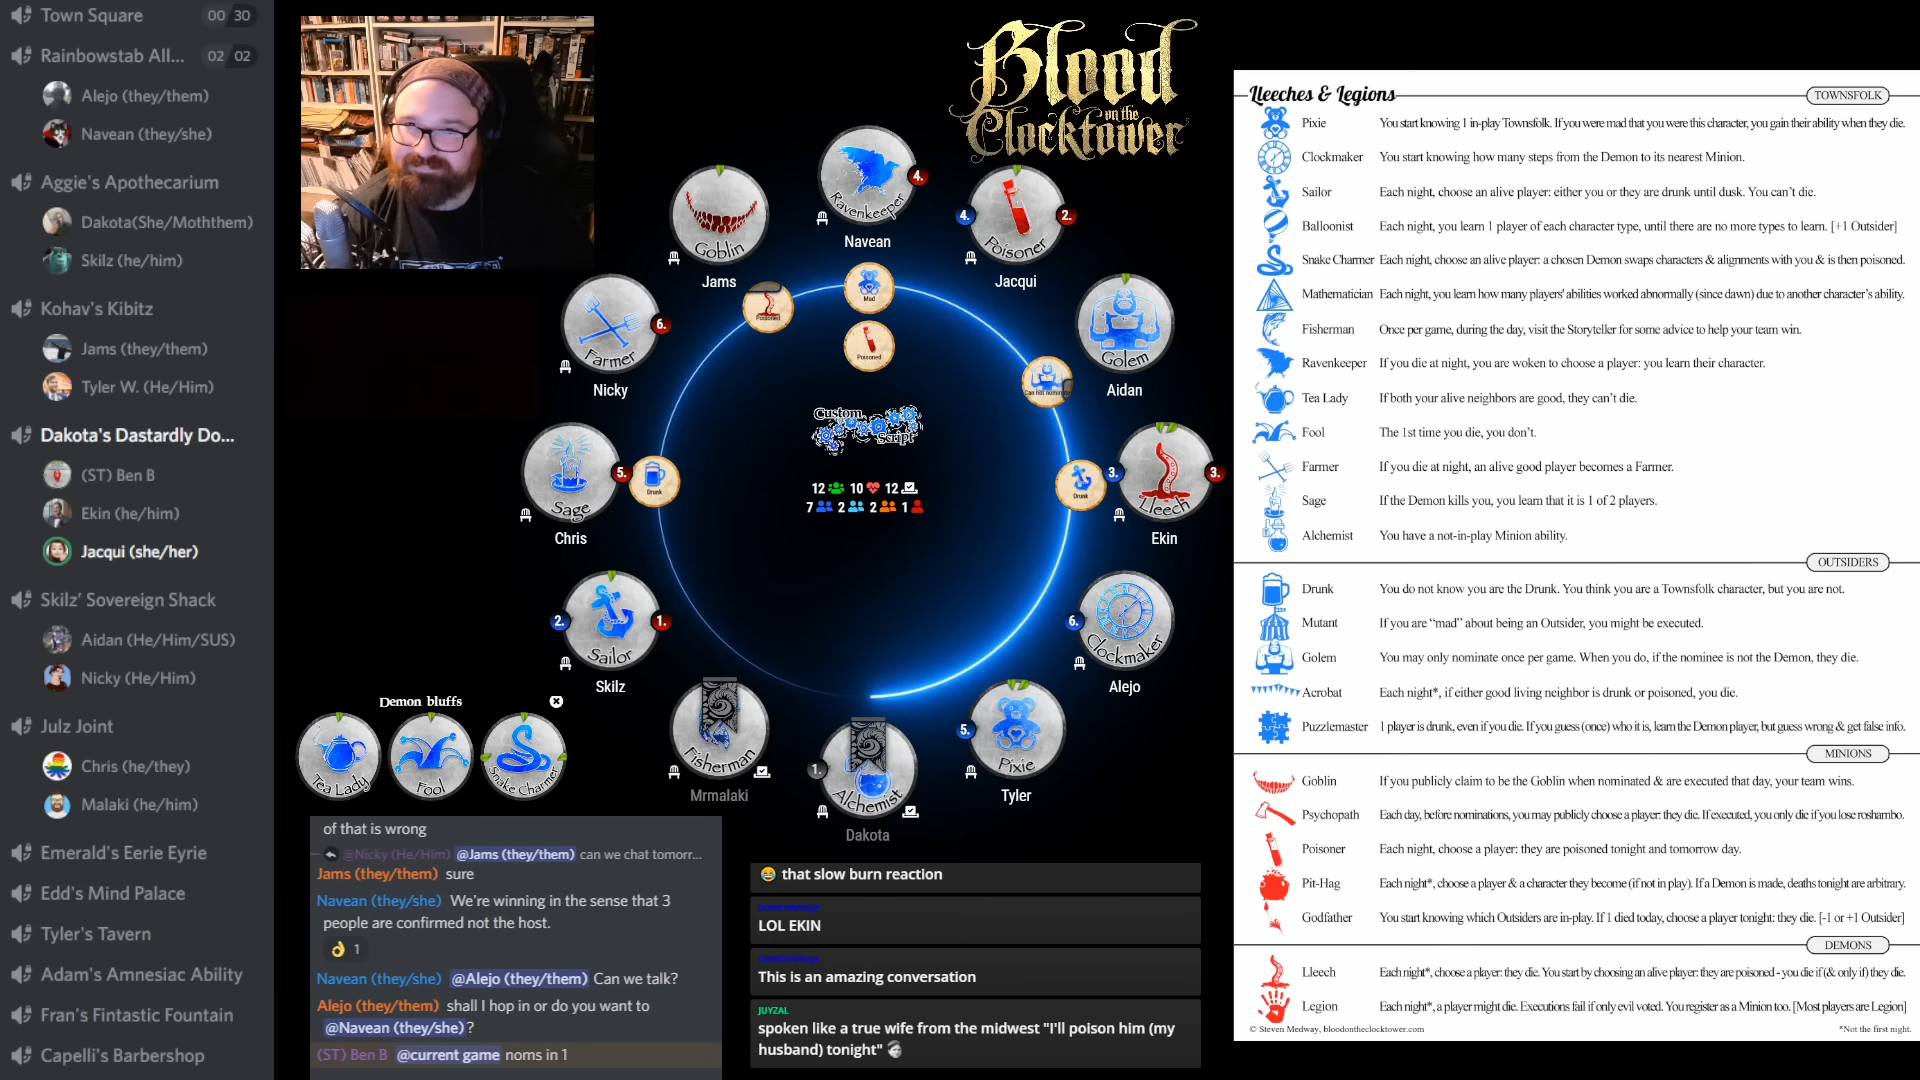 Town Square 00 30
Rainbowstab All... 02 02
Alejo (they/them)
Navean (they/she)
Aggie's Apothecarium
Dakota(She/Moththem)
Skilz (he/him)
Kohav's Kibitz
Jams (they/them)
Tyler W. (He/Him)
Dakota's Dastardly Do...
(ST) Ben B
Ekin (he/him)
Jacqui (she/her)
Skilz' Sovereign Shack
Aidan (He/Him/SUS)
Nicky (He/Him)
Julz Joint
Chris (he/they)
Malaki (he/him)
Emerald's Eerie Eyrie
Edd's Mind Palace
Tyler's Tavern
Adam's Amnesiac Ability
Fran's Fintastic Fountain
Capelli's Barbershop
Blood
on the
Clocktower
Ravenkeeper
4.
Navean
Goblin
Jams
4.
Poisoner
2.
Jacqui
Farmer
6.
Nicky
Golem
Aidan
Poisoned
Mad
Poisoned
Can not nominate
Custom
Script
12 10 12
7 2 2 1
Sage
5.
Drunk
Chris
Drunk
3.
Lleech
3.
Ekin
2.
Sailor
1.
Skilz
6.
Clockmaker
Alejo
Fisherman
Mrmalaki
1.
Alchemist
Dakota
5.
Pixie
Tyler
Demon bluffs
Tea Lady
Fool
Snake Charmer
of that is wrong
@Nicky (He/Him) @Jams (they/them) can we chat tomorr...
Jams (they/them) sure
Navean (they/she) We're winning in the sense that 3
people are confirmed not the host.
👌 1
Navean (they/she) @Alejo (they/them) Can we talk?
Alejo (they/them) shall I hop in or do you want to
@Navean (they/she) ?
(ST) Ben B @current game noms in 1
😂 that slow burn reaction
LOL EKIN
This is an amazing conversation
JUYZAL
spoken like a true wife from the midwest "I'll poison him (my
husband) tonight"
Lleeches & Legions
TOWNSFOLK
Pixie You start knowing 1 in-play Townsfolk. If you were mad that you were this character, you gain their ability when they die.
Clockmaker You start knowing how many steps from the Demon to its nearest Minion.
Sailor Each night, choose an alive player: either you or they are drunk until dusk. You can't die.
Balloonist Each night, you learn 1 player of each character type, until there are no more types to learn. [+1 Outsider]
Snake Charmer Each night, choose an alive player: a chosen Demon swaps characters & alignments with you & is then poisoned.
Mathematician Each night, you learn how many players' abilities worked abnormally (since dawn) due to another character's ability.
Fisherman Once per game, during the day, visit the Storyteller for some advice to help your team win.
Ravenkeeper If you die at night, you are woken to choose a player: you learn their character.
Tea Lady If both your alive neighbors are good, they can't die.
Fool The 1st time you die, you don't.
Farmer If you die at night, an alive good player becomes a Farmer.
Sage If the Demon kills you, you learn that it is 1 of 2 players.
Alchemist You have a not-in-play Minion ability.
OUTSIDERS
Drunk You do not know you are the Drunk. You think you are a Townsfolk character, but you are not.
Mutant If you are "mad" about being an Outsider, you might be executed.
Golem You may only nominate once per game. When you do, if the nominee is not the Demon, they die.
Acrobat Each night*, if either good living neighbor is drunk or poisoned, you die.
Puzzlemaster 1 player is drunk, even if you die. If you guess (once) who it is, learn the Demon player, but guess wrong & get false info.
MINIONS
Goblin If you publicly claim to be the Goblin when nominated & are executed that day, your team wins.
Psychopath Each day, before nominations, you may publicly choose a player: they die. If executed, you only die if you lose roshambo.
Poisoner Each night, choose a player: they are poisoned tonight and tomorrow day.
Pit-Hag Each night*, choose a player & a character they become (if not in play). If a Demon is made, deaths tonight are arbitrary.
Godfather You start knowing which Outsiders are in-play. If 1 died today, choose a player tonight: they die. [-1 or +1 Outsider]
DEMONS
Lleech Each night*, choose a player: they die. You start by choosing an alive player: they are poisoned - you die if (& only if) they die.
Legion Each night*, a player might die. Executions fail if only evil voted. You register as a Minion too. [Most players are Legion]
© Steven Medway, bloodontheclocktower.com
*Not the first night.